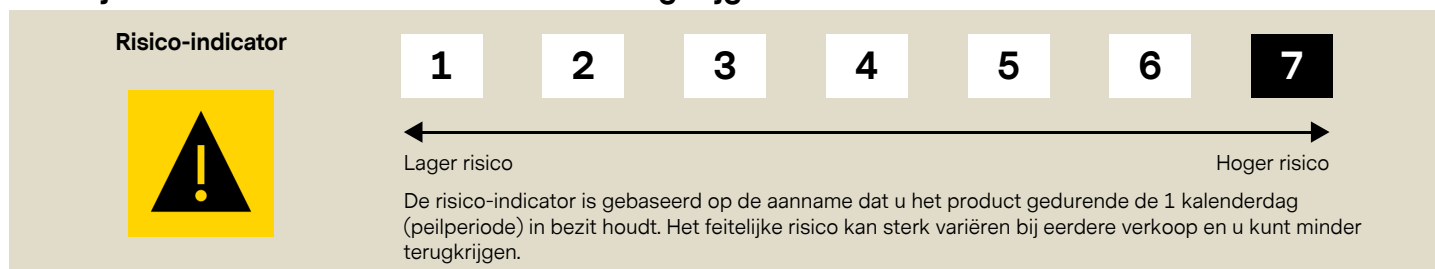 Risico-indicator
1 2 3 4 5 6 7
Lager risico Hoger risico
De risico-indicator is gebaseerd op de aanname dat u het product gedurende de 1 kalenderdag
(peilperiode) in bezit houdt. Het feitelijke risico kan sterk variëren bij eerdere verkoop en u kunt minder
terugkrijgen.